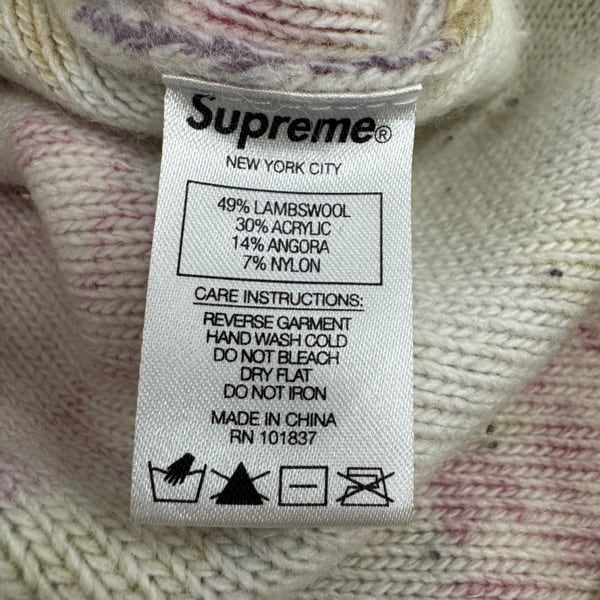 Supreme®
NEW YORK CITY
49% LAMBSWOOL
30% ACRYLIC
14% ANGORA
7% NYLON
CARE INSTRUCTIONS:
REVERSE GARMENT
HAND WASH COLD
DO NOT BLEACH
DRY FLAT
DO NOT IRON
MADE IN CHINA
RN 101837